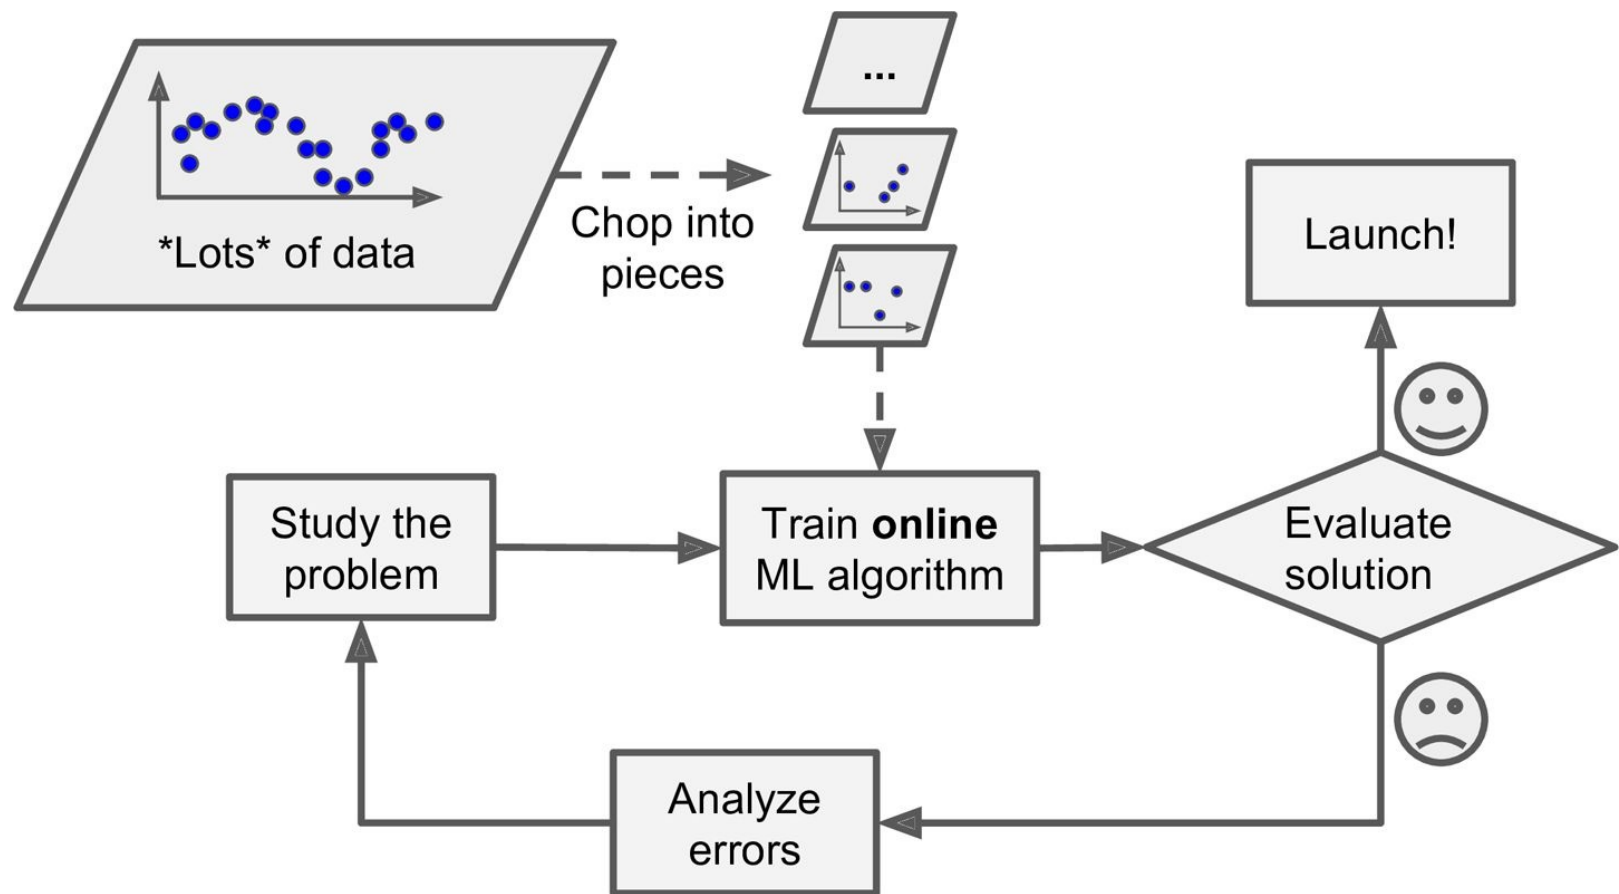 ...
*Lots* of data
Chop into
pieces
Launch!
Study the
problem
Train online
ML algorithm
Evaluate
solution
Analyze
errors